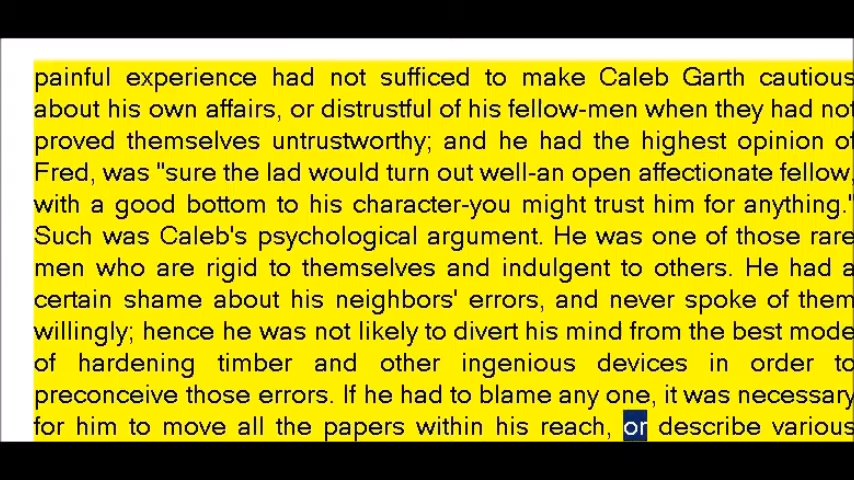 painful experience had not sufficed to make Caleb Garth cautious
about his own affairs, or distrustful of his fellow-men when they had not
proved themselves untrustworthy; and he had the highest opinion of
Fred, was "sure the lad would turn out well-an open affectionate fellow,
with a good bottom to his character-you might trust him for anything."
Such was Caleb's psychological argument. He was one of those rare
men who are rigid to themselves and indulgent to others. He had a
certain shame about his neighbors' errors, and never spoke of them
willingly; hence he was not likely to divert his mind from the best mode
of hardening timber and other ingenious devices in order to
preconceive those errors. If he had to blame any one, it was necessary
for him to move all the papers within his reach, or describe various